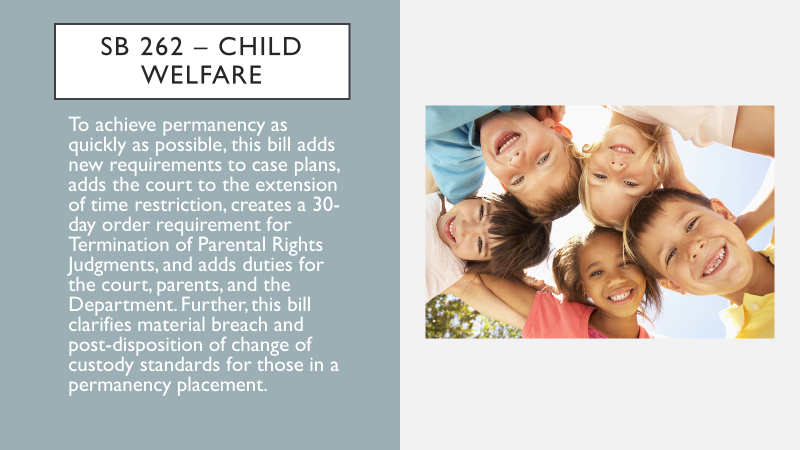 SB 262 – CHILD
WELFARE
To achieve permanency as
quickly as possible, this bill adds
new requirements to case plans,
adds the court to the extension
of time restriction, creates a 30-
day order requirement for
Termination of Parental Rights
Judgments, and adds duties for
the court, parents, and the
Department. Further, this bill
clarifies material breach and
post-disposition of change of
custody standards for those in a
permanency placement.